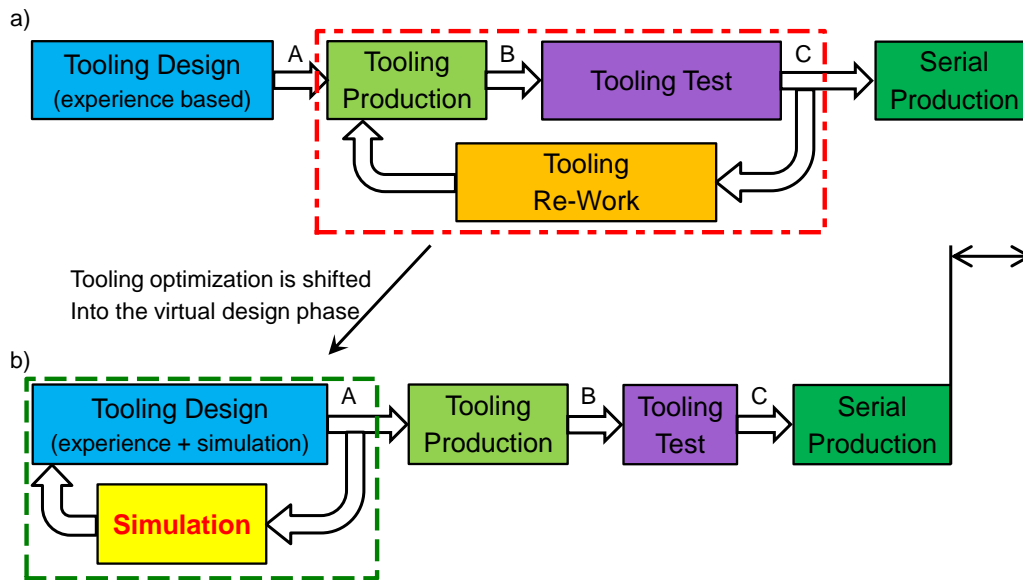 a)
Tooling Design
(experience based)
A
Tooling
Production
B
Tooling Test
C
Serial
Production
Tooling
Re-Work
Tooling optimization is shifted
Into the virtual design phase
b)
Tooling Design
(experience + simulation)
A
Tooling
Production
B
Tooling
Test
C
Serial
Production
Simulation